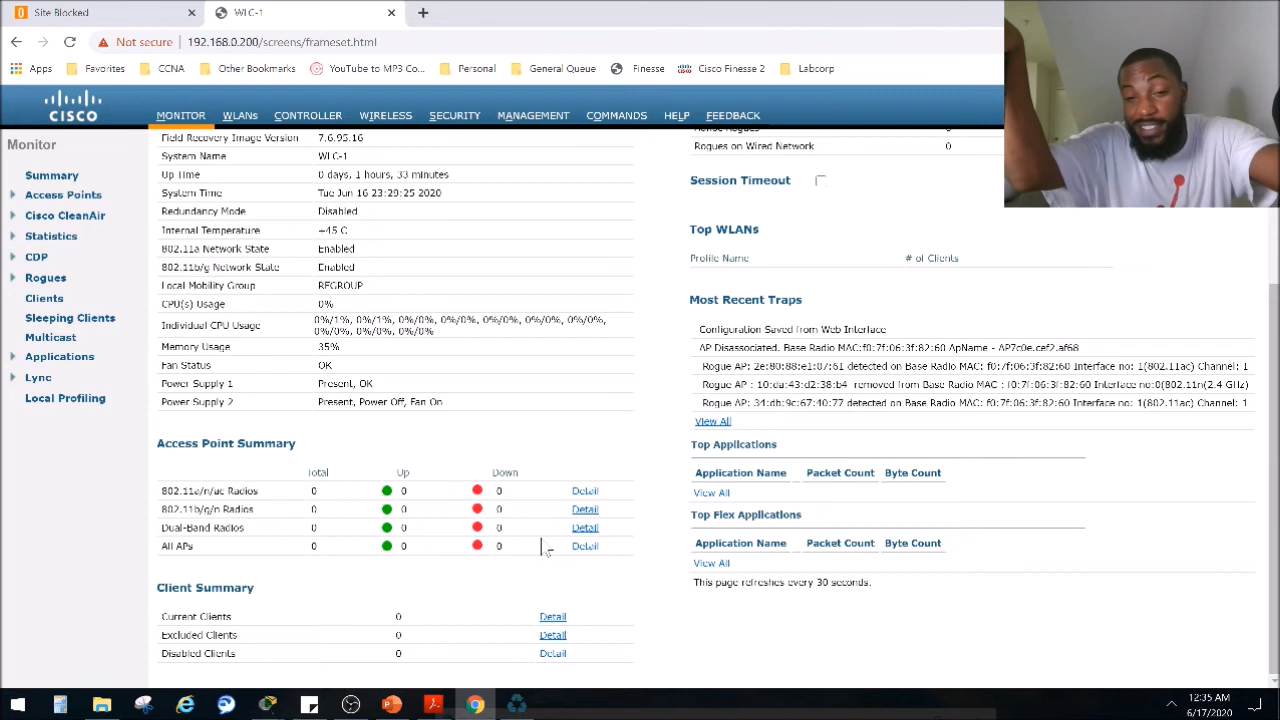 Site Blocked
WLC-1
Not secure
192.168.0.200/screens/frameset.html
Apps
Favorites
CCNA
Other Bookmarks
YouTube to MP3 Co...
Personal
General Queue
Finesse
Cisco Finesse 2
Labcorp
CISCO
MONITOR
WLANs
CONTROLLER
WIRELESS
SECURITY
MANAGEMENT
COMMANDS
HELP
FEEDBACK
Monitor
Summary
Access Points
Cisco CleanAir
Statistics
CDP
Rogues
Clients
Sleeping Clients
Multicast
Applications
Lync
Local Profiling
Field Recovery Image Version 7.6.95.16
System Name WLC-1
Up Time 0 days, 1 hours, 33 minutes
System Time Tue Jun 16 23:29:25 2020
Redundancy Mode Disabled
Internal Temperature +45 C
802.11a Network State Enabled
802.11b/g Network State Enabled
Local Mobility Group REGROUP
CPU(s) Usage 0%
Individual CPU Usage 0%/1%, 0%/1%, 0%/0%, 0%/0%, 0%/0%, 0%/0%, 0%/0%,
0%/0%, 0%/0%, 0%/0%
Memory Usage 35%
Fan Status OK
Power Supply 1 Present, OK
Power Supply 2 Present, Power Off, Fan On
Access Point Summary
Total Up Down
802.11a/n/ac Radios 0 0 0 Detail
802.11b/g/n Radios 0 0 0 Detail
Dual-Band Radios 0 0 0 Detail
All APs 0 0 0 Detail
Client Summary
Current Clients 0 Detail
Excluded Clients 0 Detail
Disabled Clients 0 Detail
Rogues on Wired Network 0
Session Timeout
Top WLANs
Profile Name # of Clients
Most Recent Traps
Configuration Saved from Web Interface
AP Disassociated. Base Radio MAC:f0:7f:06:3f:82:60 ApName - AP7c0e.cef2.af68
Rogue AP: 2e:80:88:e1:07:61 detected on Base Radio MAC: f0:7f:06:3f:82:60 Interface no: 1(802.11ac) Channel: 1
Rogue AP : 10:da:43:d2:38:b4 removed from Base Radio MAC : f0:7f:06:3f:82:60 Interface no:0(802.11n(2.4 GHz)
Rogue AP: 34:db:9c:67:40:77 detected on Base Radio MAC: f0:7f:06:3f:82:60 Interface no: 1(802.11ac) Channel: 1
View All
Top Applications
Application Name Packet Count Byte Count
View All
Top Flex Applications
Application Name Packet Count Byte Count
View All
This page refreshes every 30 seconds.
12:35 AM
6/17/2020